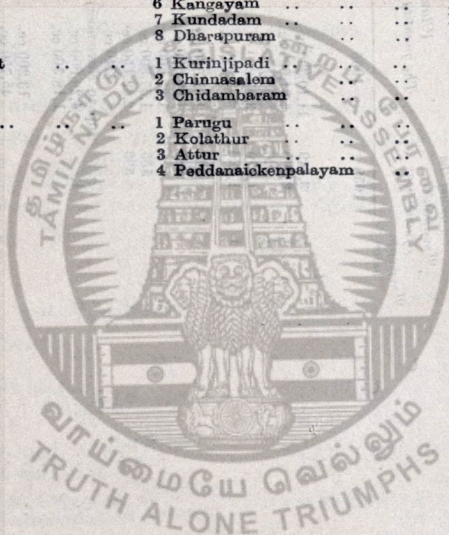 6 Kangayam .. .. ..
7 Kundadam .. .. ..
8 Dharapuram .. ..
t .. .. .. 1 Kurinjipadi .. .. ..
2 Chinnasalem .. ..
3 Chidambaram .. ..
.. .. .. 1 Parugu .. .. ..
2 Kolathur .. .. ..
3 Attur .. .. ..
4 Peddanaickenpalayam ..
TAMIL NADU LEGISLATIVE ASSEMBLY
வாய்மையே வெல்லும்
TRUTH ALONE TRIUMPHS